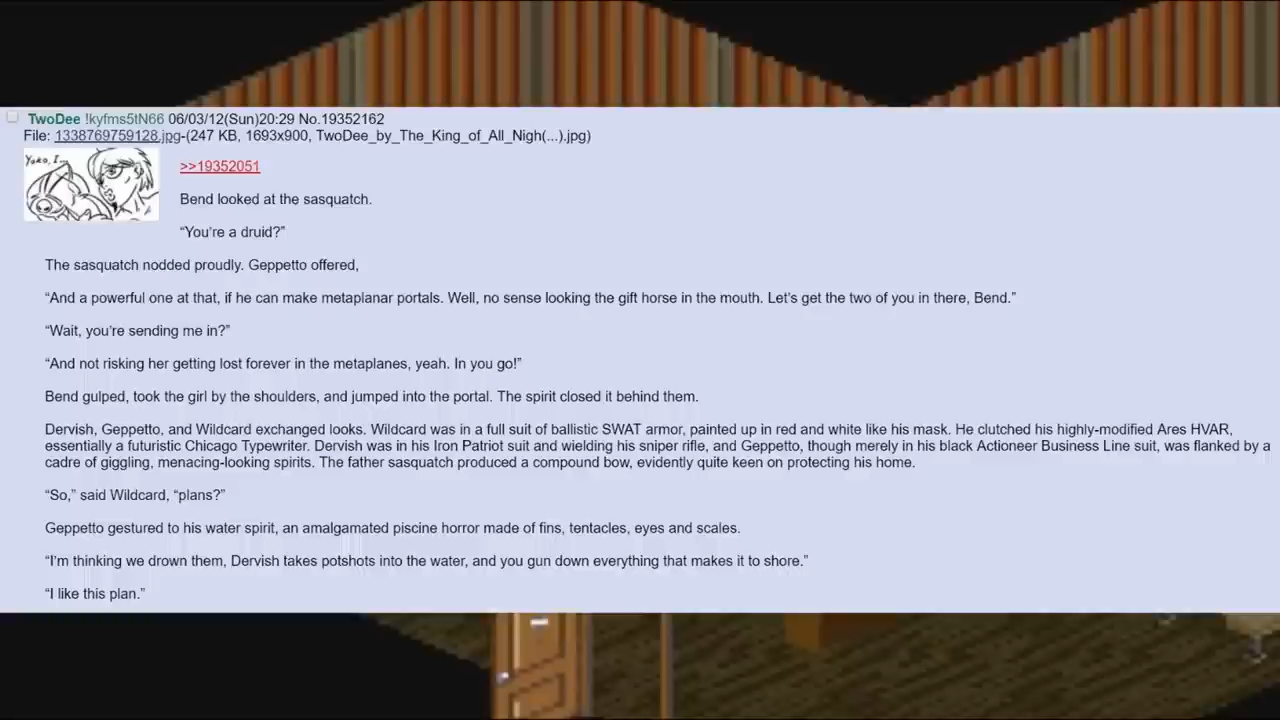 TwoDee !kyfms5tN66 06/03/12(Sun)20:29 No.19352162
File: 1338769759128.jpg-(247 KB, 1693x900, TwoDee_by_The_King_of_All_Nigh(...).jpg)
Yoko, I...
>>19352051
Bend looked at the sasquatch.
“You’re a druid?”
The sasquatch nodded proudly. Geppetto offered,
“And a powerful one at that, if he can make metaplanar portals. Well, no sense looking the gift horse in the mouth. Let’s get the two of you in there, Bend.”
“Wait, you’re sending me in?”
“And not risking her getting lost forever in the metaplanes, yeah. In you go!”
Bend gulped, took the girl by the shoulders, and jumped into the portal. The spirit closed it behind them.
Dervish, Geppetto, and Wildcard exchanged looks. Wildcard was in a full suit of ballistic SWAT armor, painted up in red and white like his mask. He clutched his highly-modified Ares HVAR,
essentially a futuristic Chicago Typewriter. Dervish was in his Iron Patriot suit and wielding his sniper rifle, and Geppetto, though merely in his black Actioneer Business Line suit, was flanked by a
cadre of giggling, menacing-looking spirits. The father sasquatch produced a compound bow, evidently quite keen on protecting his home.
“So,” said Wildcard, “plans?”
Geppetto gestured to his water spirit, an amalgamated piscine horror made of fins, tentacles, eyes and scales.
“I’m thinking we drown them, Dervish takes potshots into the water, and you gun down everything that makes it to shore.”
“I like this plan.”